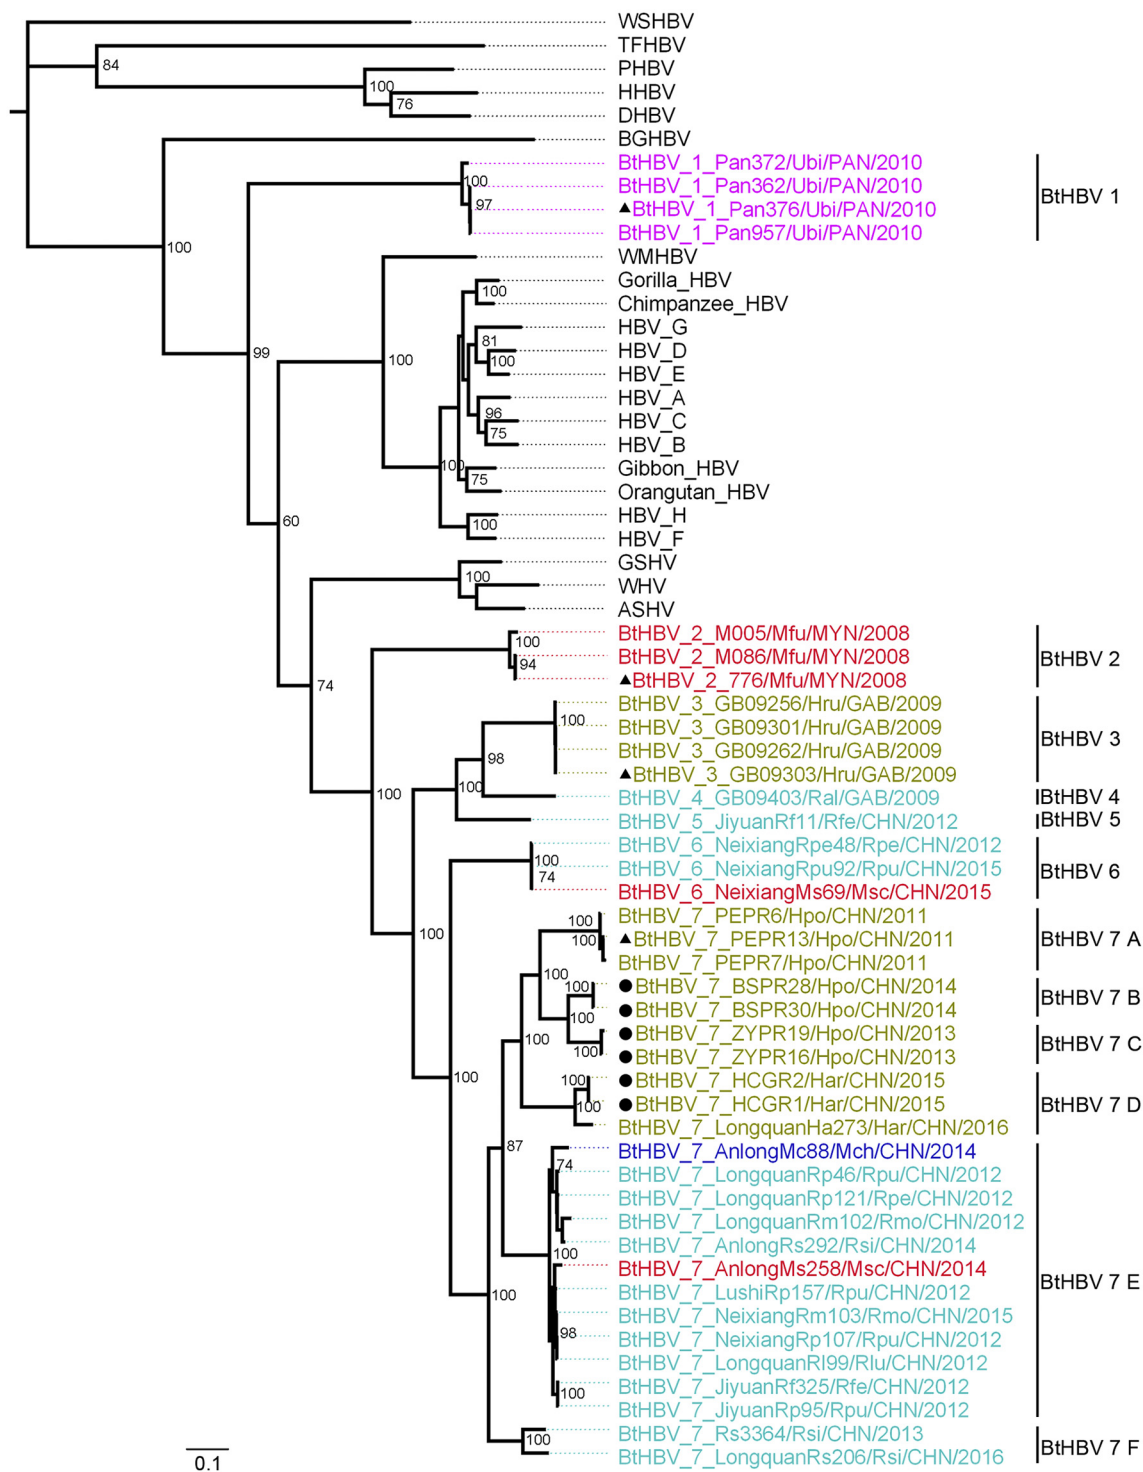 WSHBV
TFHBV
84
PHBV
100
HHBV
76
DHBV
BGHBV
BtHBV_1_Pan372/Ubi/PAN/2010
100
BtHBV_1_Pan362/Ubi/PAN/2010
BtHBV 1
97
▲BtHBV_1_Pan376/Ubi/PAN/2010
BtHBV_1_Pan957/Ubi/PAN/2010
100
WMHBV
Gorilla_HBV
100
Chimpanzee_HBV
HBV_G
81
HBV_D
99
100
100
HBV_E
HBV_A
96
HBV_C
75
HBV_B
100
Gibbon_HBV
75
Orangutan_HBV
HBV_H
60
100
HBV_F
GSHV
100
WHV
ASHV
BtHBV_2_M005/Mfu/MYN/2008
100
BtHBV_2_M086/Mfu/MYN/2008
BtHBV 2
94
▲BtHBV_2_776/Mfu/MYN/2008
74
BtHBV_3_GB09256/Hru/GAB/2009
100
BtHBV_3_GB09301/Hru/GAB/2009
BtHBV 3
BtHBV_3_GB09262/Hru/GAB/2009
98
▲BtHBV_3_GB09303/Hru/GAB/2009
100
100
BtHBV_4_GB09403/Ral/GAB/2009
BtHBV 4
BtHBV_5_JiyuanRf11/Rfe/CHN/2012
BtHBV 5
BtHBV_6_NeixiangRpe48/Rpe/CHN/2012
100
BtHBV_6_NeixiangRpu92/Rpu/CHN/2015
BtHBV 6
74
BtHBV_6_NeixiangMs69/Msc/CHN/2015
BtHBV_7_PEPR6/Hpo/CHN/2011
100
100
100
▲BtHBV_7_PEPR13/Hpo/CHN/2011
BtHBV 7 A
BtHBV_7_PEPR7/Hpo/CHN/2011
100
100
●BtHBV_7_BSPR28/Hpo/CHN/2014
BtHBV 7 B
●BtHBV_7_BSPR30/Hpo/CHN/2014
100
●BtHBV_7_ZYPR19/Hpo/CHN/2013
100
BtHBV 7 C
100
●BtHBV_7_ZYPR16/Hpo/CHN/2013
100
100
●BtHBV_7_HCGR2/Har/CHN/2015
100
●BtHBV_7_HCGR1/Har/CHN/2015
BtHBV 7 D
BtHBV_7_LongquanHa273/Har/CHN/2016
87
BtHBV_7_AnlongMc88/Mch/CHN/2014
74
BtHBV_7_LongquanRp46/Rpu/CHN/2012
BtHBV_7_LongquanRp121/Rpe/CHN/2012
BtHBV_7_LongquanRm102/Rmo/CHN/2012
BtHBV_7_AnlongRs292/Rsi/CHN/2014
100
BtHBV_7_AnlongMs258/Msc/CHN/2014
BtHBV 7 E
100
BtHBV_7_LushiRp157/Rpu/CHN/2012
BtHBV_7_NeixiangRm103/Rmo/CHN/2015
98
BtHBV_7_NeixiangRp107/Rpu/CHN/2012
BtHBV_7_LongquanRl99/Rlu/CHN/2012
BtHBV_7_JiyuanRf325/Rfe/CHN/2012
100
BtHBV_7_JiyuanRp95/Rpu/CHN/2012
BtHBV_7_Rs3364/Rsi/CHN/2013
100
BtHBV 7 F
BtHBV_7_LongquanRs206/Rsi/CHN/2016
0.1